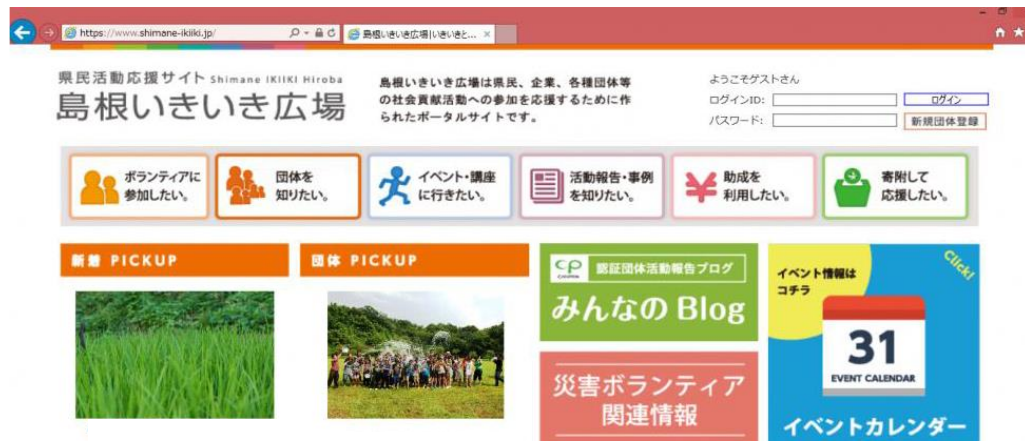 https://www.shimane-ikiiki.jp/
島根いきいき広場|いきいきと...
県民活動応援サイト Shimane IKIIKI Hiroba
島根いきいき広場
島根いきいき広場は県民、企業、各種団体等
の社会貢献活動への参加を応援するために作
られたポータルサイトです。
ようこそゲストさん
ログインID:
ログイン
パスワード:
新規団体登録
ボランティアに
参加したい。
団体を
知りたい。
イベント・講座
に行きたい。
活動報告・事例
を知りたい。
助成を
利用したい。
寄附して
応援したい。
新着 PICKUP
団体 PICKUP
認証団体活動報告ブログ
みんなの Blog
災害ボランティア
関連情報
Click!
イベント情報は
コチラ
31
EVENT CALENDAR
イベントカレンダー